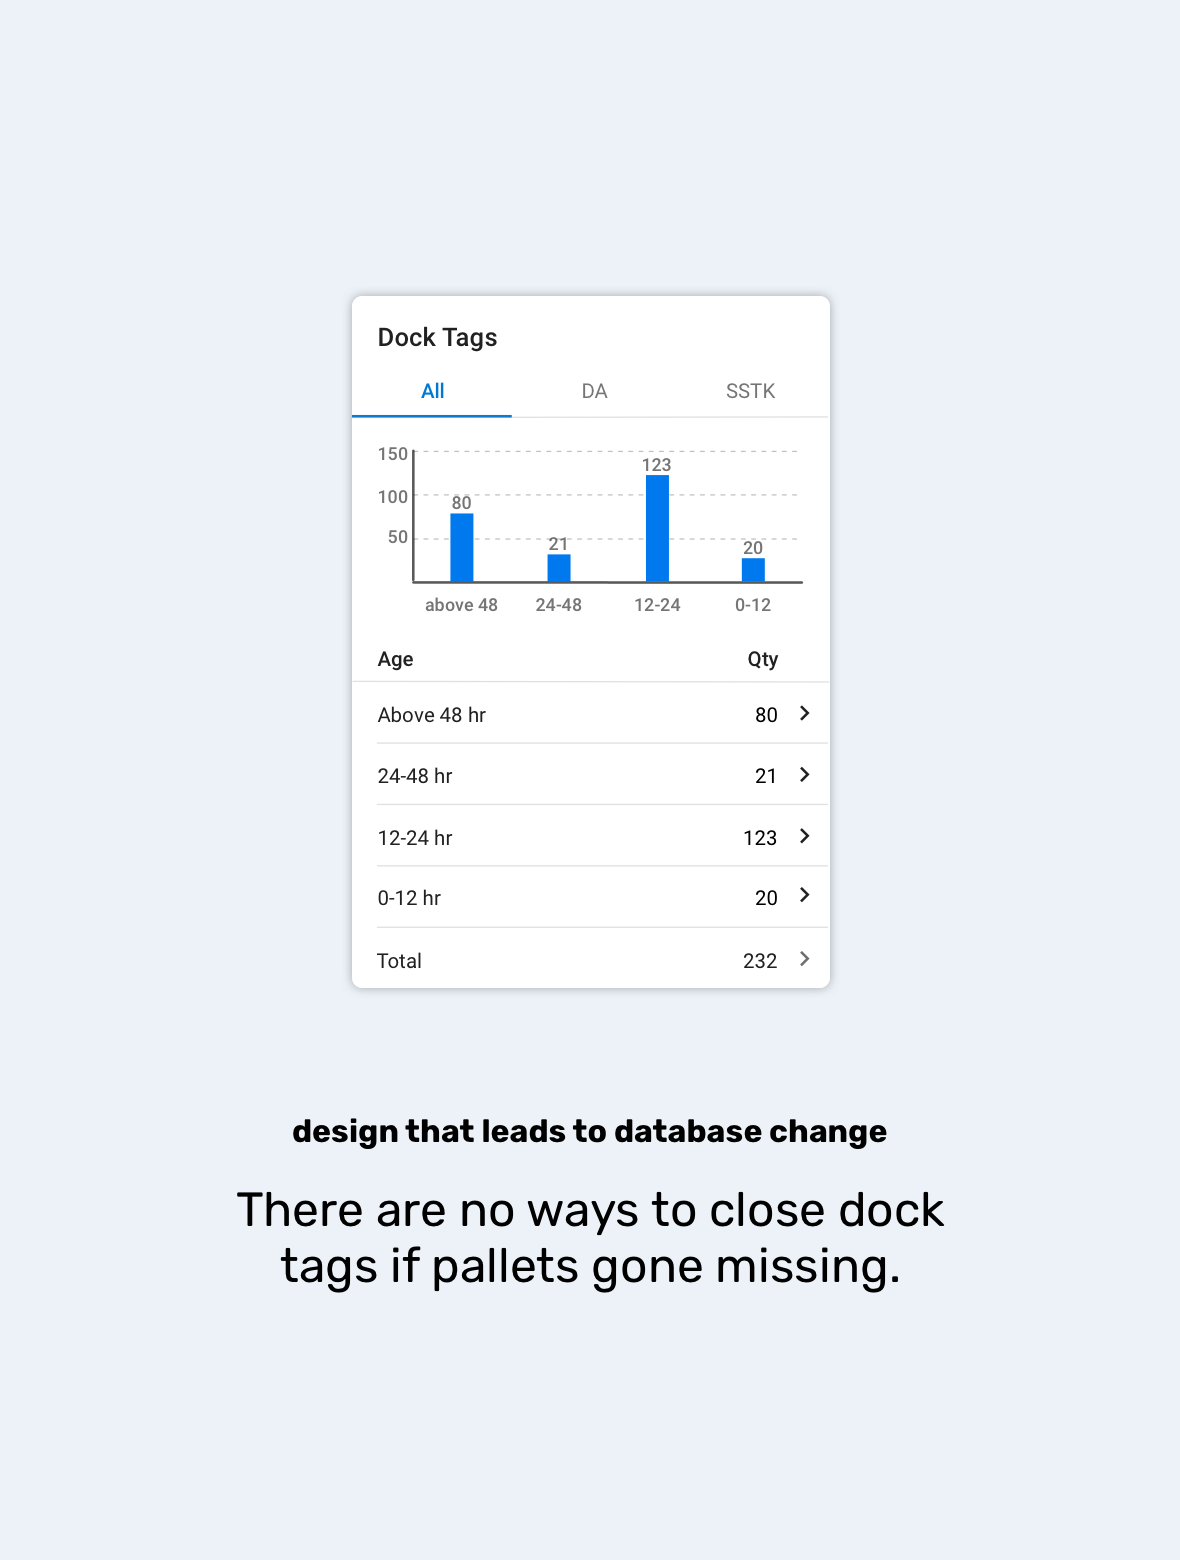 Dock Tags
All DA SSTK
150
100
50
80 21 123 20
above 48 24-48 12-24 0-12
Age Qty
Above 48 hr 80
24-48 hr 21
12-24 hr 123
0-12 hr 20
Total 232
design that leads to database change
There are no ways to close dock
tags if pallets gone missing.